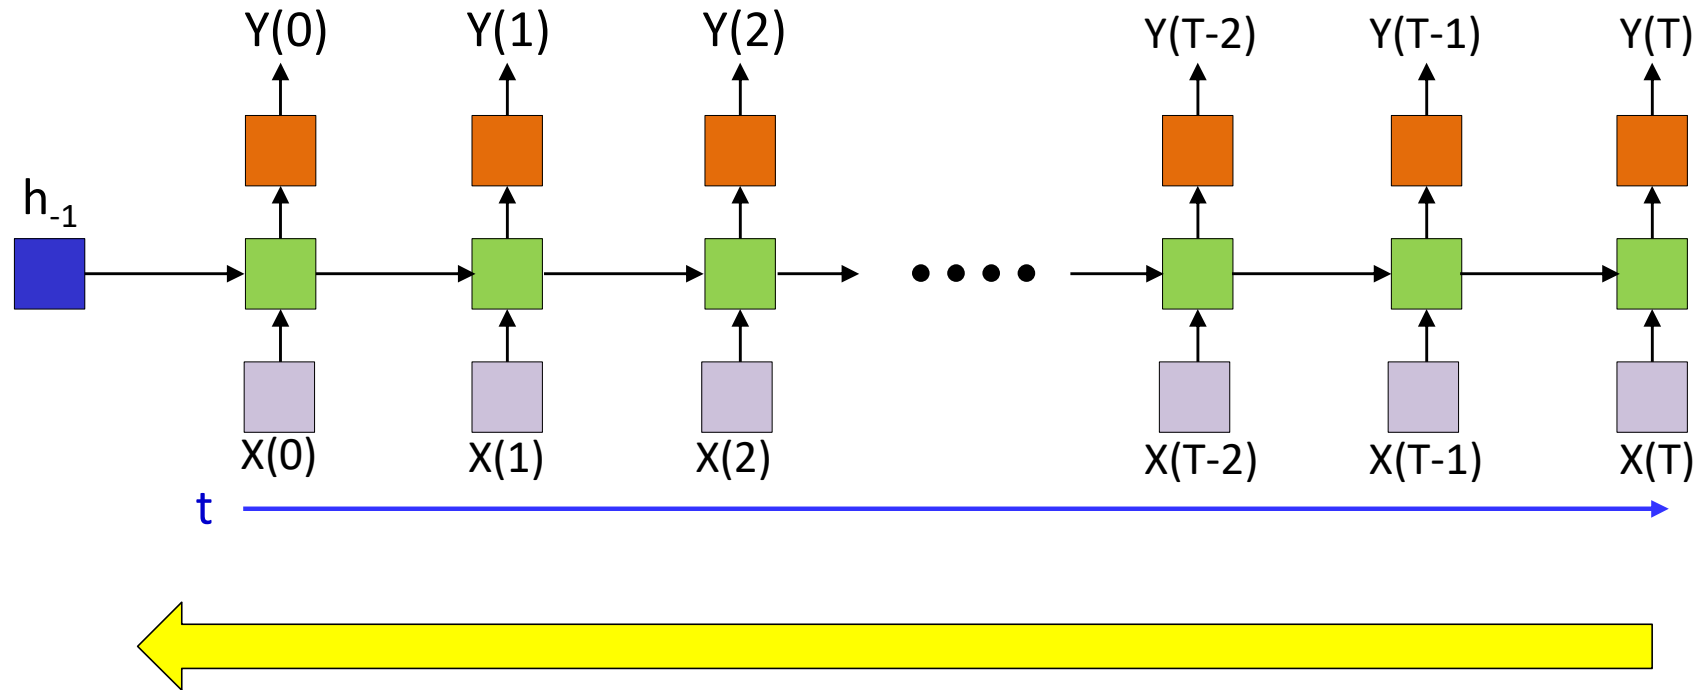 Y(0) Y(1) Y(2) Y(T-2) Y(T-1) Y(T)
h-1
X(0) X(1) X(2) X(T-2) X(T-1) X(T)
t